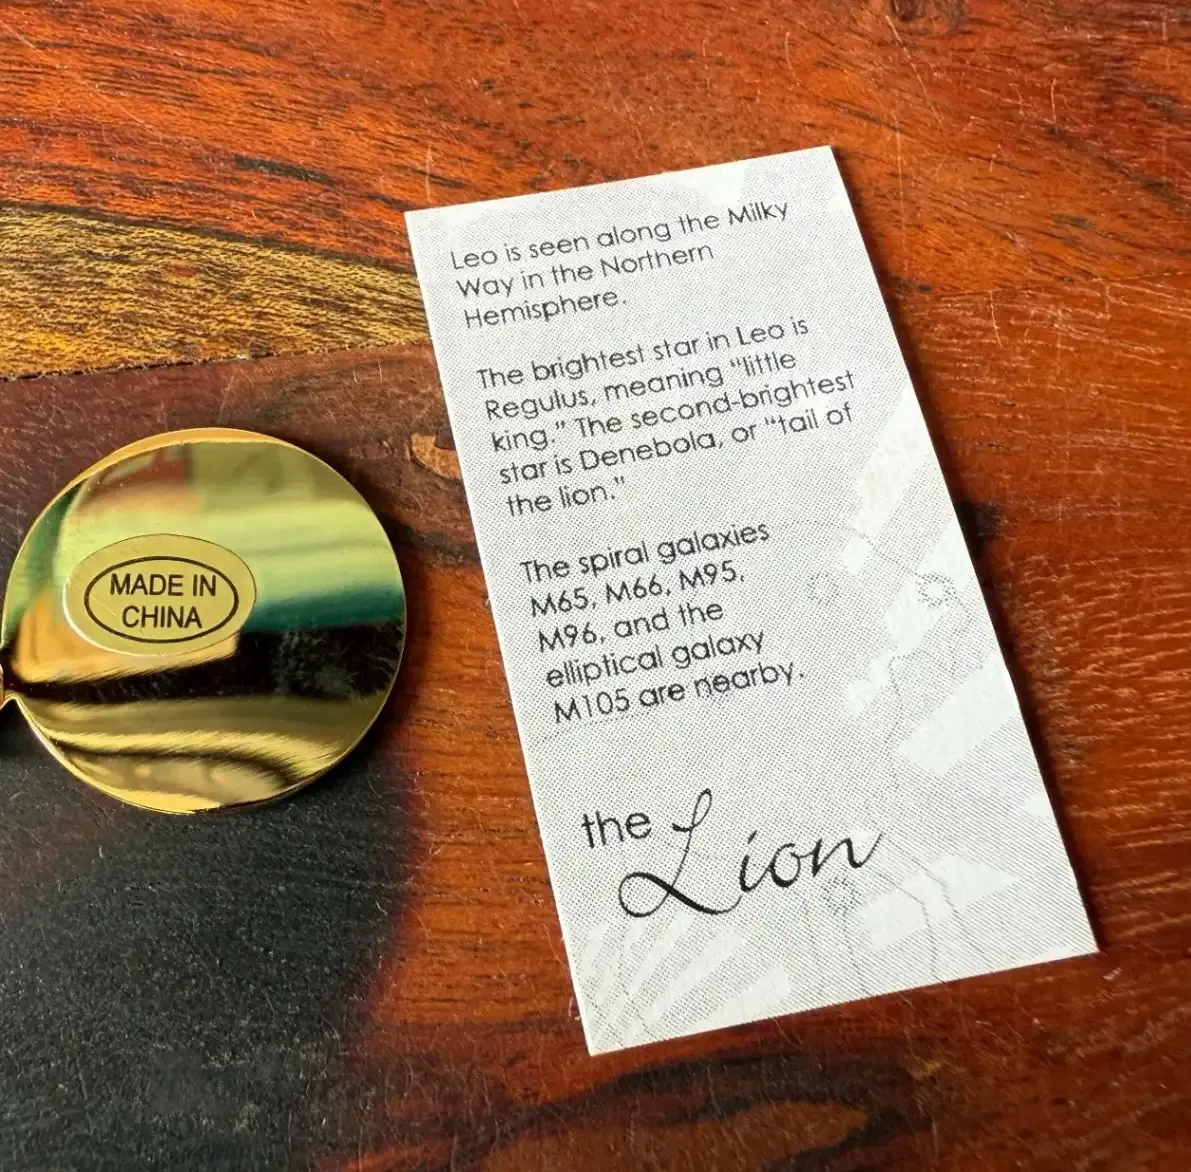 MADE IN
CHINA
Leo is seen along the Milky
Way in the Northern
Hemisphere.
The brightest star in Leo is
Regulus, meaning “little
king.” The second-brightest
star is Denebola, or “tail of
the lion.”
The spiral galaxies
M65, M66, M95,
M96, and the
elliptical galaxy
M105 are nearby.
the Lion